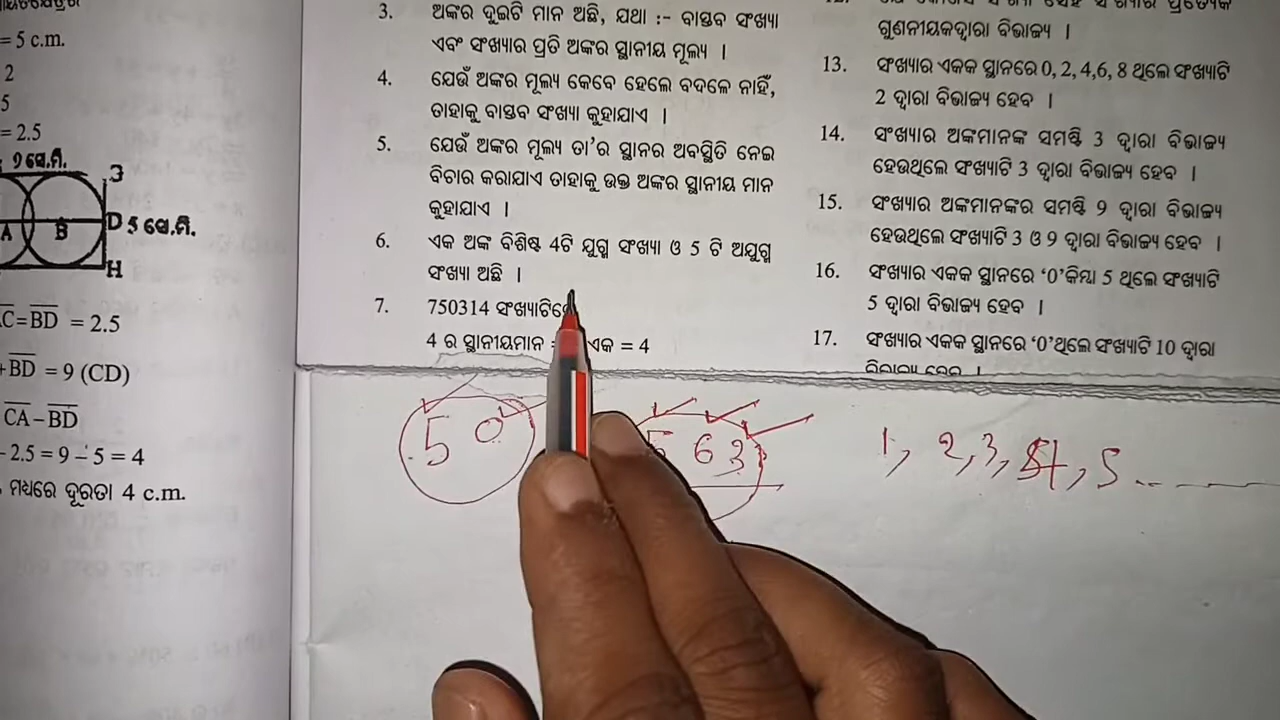 = 5 c.m.
2
5
= 2.5
9 ସେ.ମି.
3
A B D 5 ସେ.ମି.
H
C = BD = 2.5
+ BD = 9 (CD)
CA – BD
- 2.5 = 9 – 5 = 4
ମଧ୍ୟରେ ଦୂରତା 4 c.m.
3. ଅଙ୍କର ଦୁଇଟି ମାନ ଅଛି, ଯଥା :- ବାସ୍ତବ ସଂଖ୍ୟା
ଏବଂ ସଂଖ୍ୟାର ପ୍ରତି ଅଙ୍କର ସ୍ଥାନୀୟ ମୂଲ୍ୟ ।
4. ଯେଉଁ ଅଙ୍କର ମୂଲ୍ୟ କେବେ ହେଲେ ବଦଳେ ନାହିଁ,
ତାହାକୁ ବାସ୍ତବ ସଂଖ୍ୟା କୁହାଯାଏ ।
5. ଯେଉଁ ଅଙ୍କର ମୂଲ୍ୟ ତା'ର ସ୍ଥାନର ଅବସ୍ଥିତି ନେଇ
ବିଚାର କରାଯାଏ ତାହାକୁ ଉକ୍ତ ଅଙ୍କର ସ୍ଥାନୀୟ ମାନ
କୁହାଯାଏ ।
6. ଏକ ଅଙ୍କ ବିଶିଷ୍ଟ 4ଟି ଯୁଗ୍ମ ସଂଖ୍ୟା ଓ 5 ଟି ଅଯୁଗ୍ମ
ସଂଖ୍ୟା ଅଛି ।
7. 750314 ସଂଖ୍ୟାଟିରେ
4 ର ସ୍ଥାନୀୟମାନ = ଏକ = 4
ଗୁଣନୀୟକଦ୍ୱାରା ବିଭାଜ୍ୟ ।
13. ସଂଖ୍ୟାର ଏକକ ସ୍ଥାନରେ 0, 2, 4,6, 8 ଥିଲେ ସଂଖ୍ୟାଟି
2 ଦ୍ୱାରା ବିଭାଜ୍ୟ ହେବ ।
14. ସଂଖ୍ୟାର ଅଙ୍କମାନଙ୍କ ସମଷ୍ଟି 3 ଦ୍ୱାରା ବିଭାଜ୍ୟ
ହେଉଥିଲେ ସଂଖ୍ୟାଟି 3 ଦ୍ୱାରା ବିଭାଜ୍ୟ ହେବ ।
15. ସଂଖ୍ୟାର ଅଙ୍କମାନଙ୍କର ସମଷ୍ଟି 9 ଦ୍ୱାରା ବିଭାଜ୍ୟ
ହେଉଥିଲେ ସଂଖ୍ୟାଟି 3 ଓ 9 ଦ୍ୱାରା ବିଭାଜ୍ୟ ହେବ ।
16. ସଂଖ୍ୟାର ଏକକ ସ୍ଥାନରେ ‘0’କିମ୍ବା 5 ଥିଲେ ସଂଖ୍ୟାଟି
5 ଦ୍ୱାରା ବିଭାଜ୍ୟ ହେବ ।
17. ସଂଖ୍ୟାର ଏକକ ସ୍ଥାନରେ ‘0’ଥିଲେ ସଂଖ୍ୟାଟି 10 ଦ୍ୱାରା
ବିଭାଜ୍ୟ ହେବ ।
50 563 1, 2,3, 4, 5...